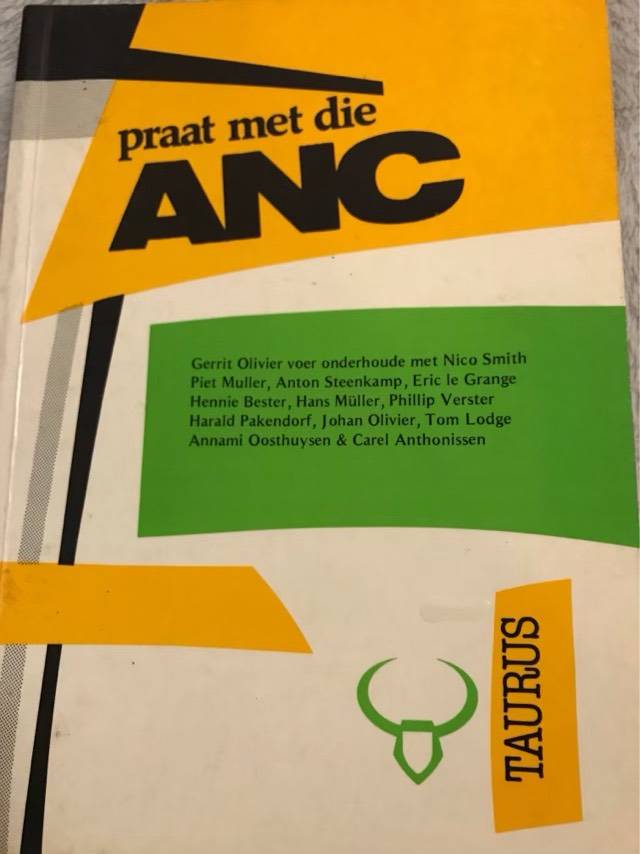 praat met die
ANC
Gerrit Olivier voer onderhoude met Nico Smith
Piet Muller, Anton Steenkamp, Eric le Grange
Hennie Bester, Hans Müller, Phillip Verster
Harald Pakendorf, Johan Olivier, Tom Lodge
Annami Oosthuysen & Carel Anthonissen
TAURUS